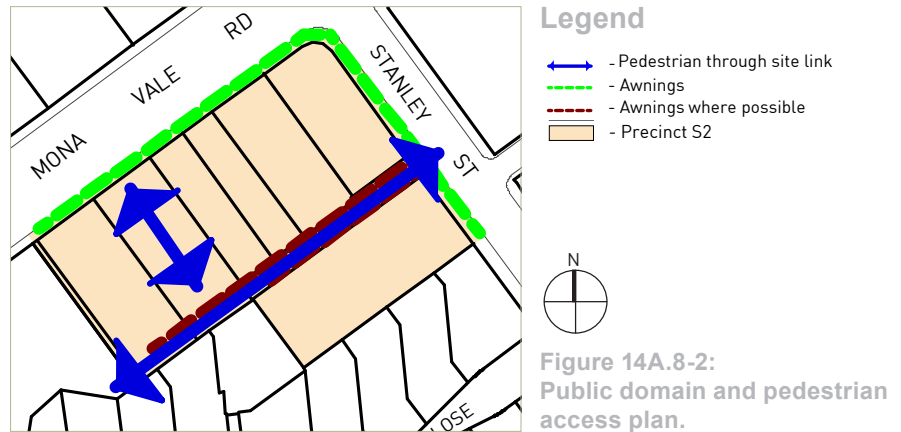 MONA VALE RD
STANLEY ST
LOSE
Legend
- Pedestrian through site link
- Awnings
- Awnings where possible
- Precinct S2
N
Figure 14A.8-2:
Public domain and pedestrian
access plan.